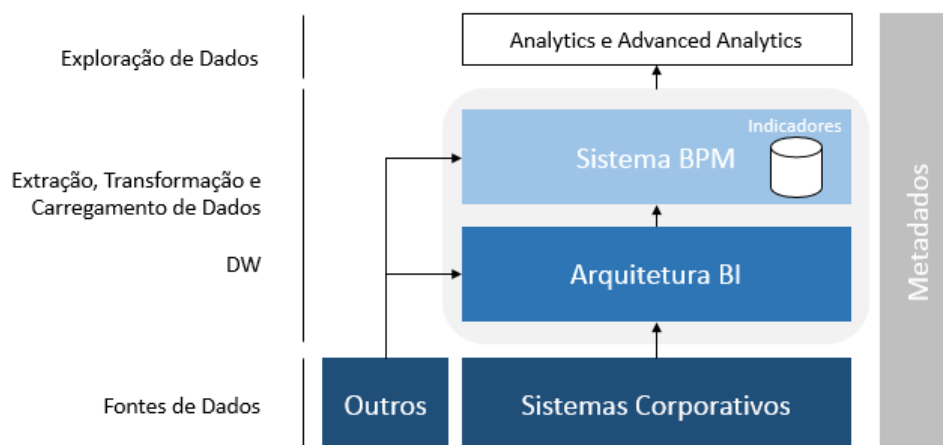 Exploração de Dados
Analytics e Advanced Analytics
Extração, Transformação e
Carregamento de Dados
DW
Indicadores
Sistema BPM
Arquitetura BI
Fontes de Dados
Outros
Sistemas Corporativos
Metadados